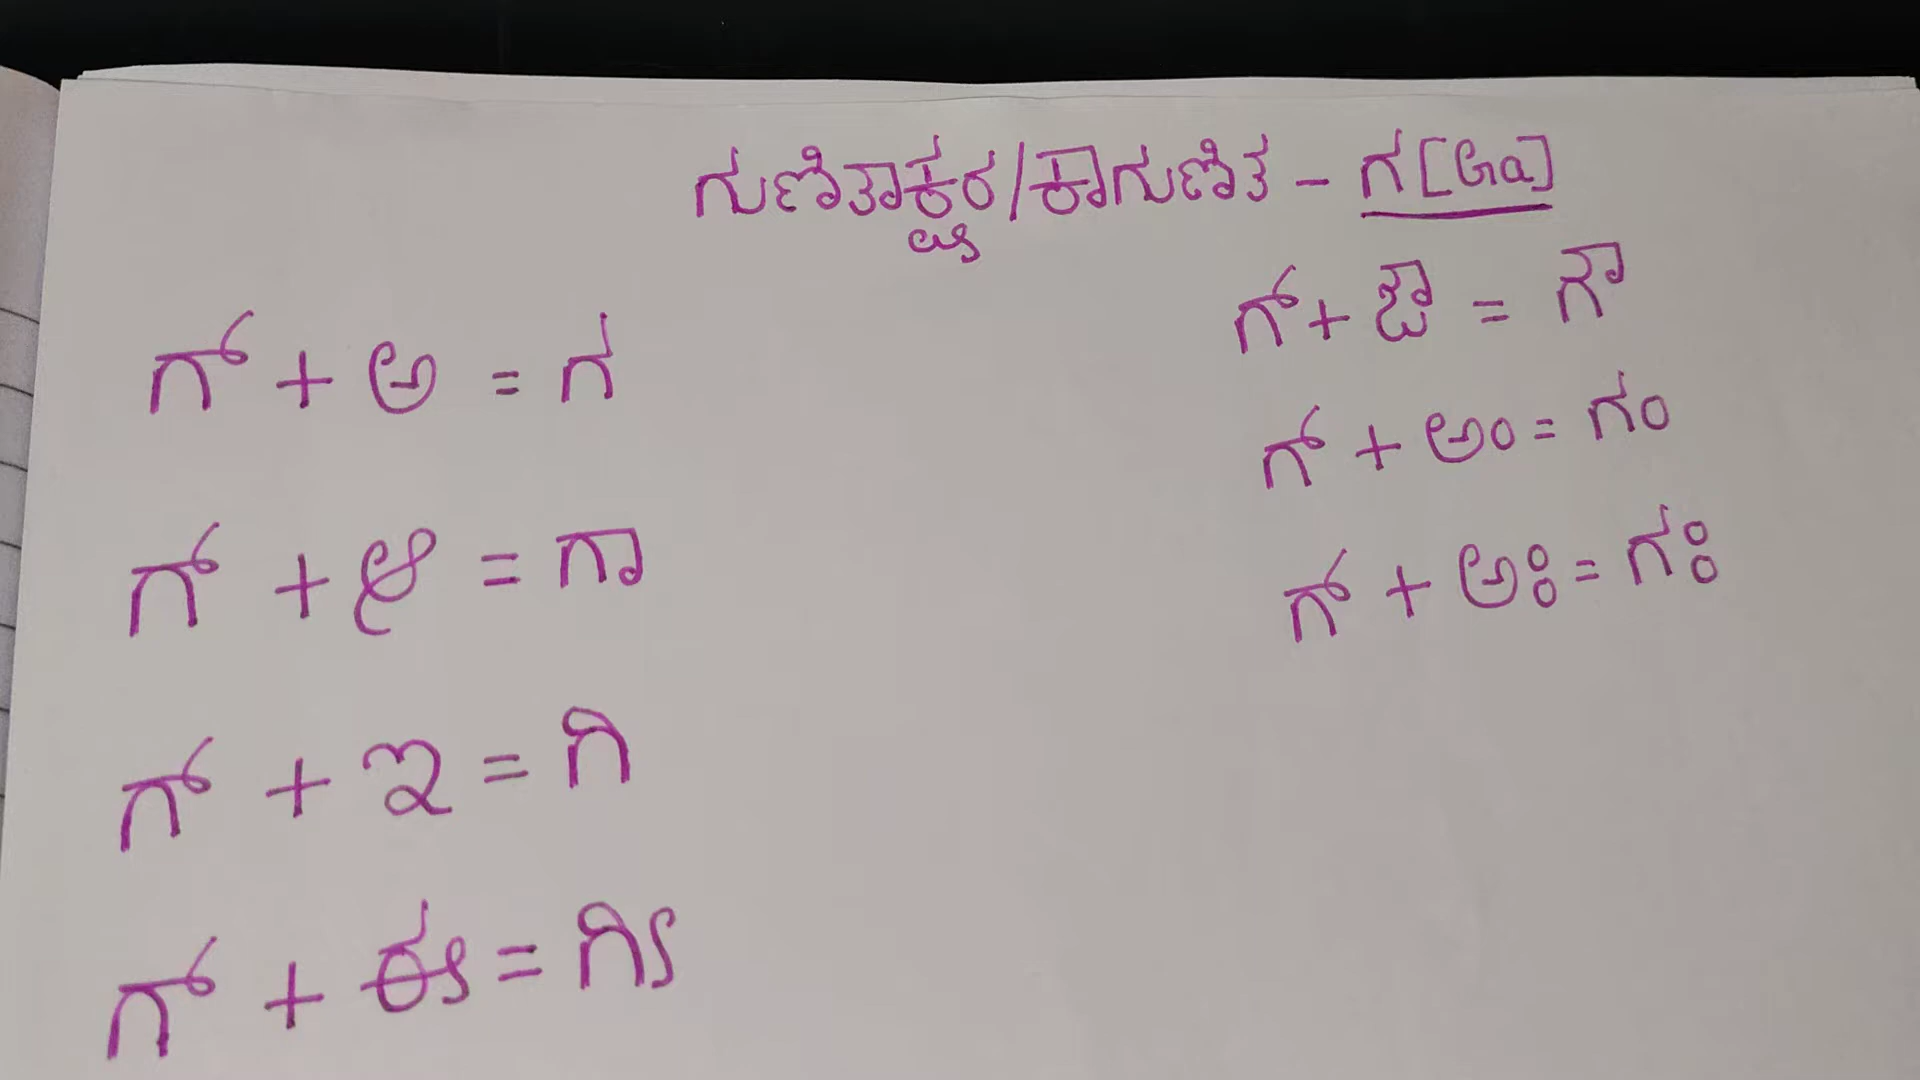 ಗುಣಿತಾಕ್ಷರ/ಕಾಗುಣಿತ - ಗ [Ga]
ಗ್ + ಅ = ಗ
ಗ್ + ಆ = ಗಾ
ಗ್ + ಇ = ಗಿ
ಗ್ + ಈ = ಗೀ
ಗ್ + ಔ = ಗೌ
ಗ್ + ಅಂ = ಗಂ
ಗ್ + ಅಃ = ಗಃ